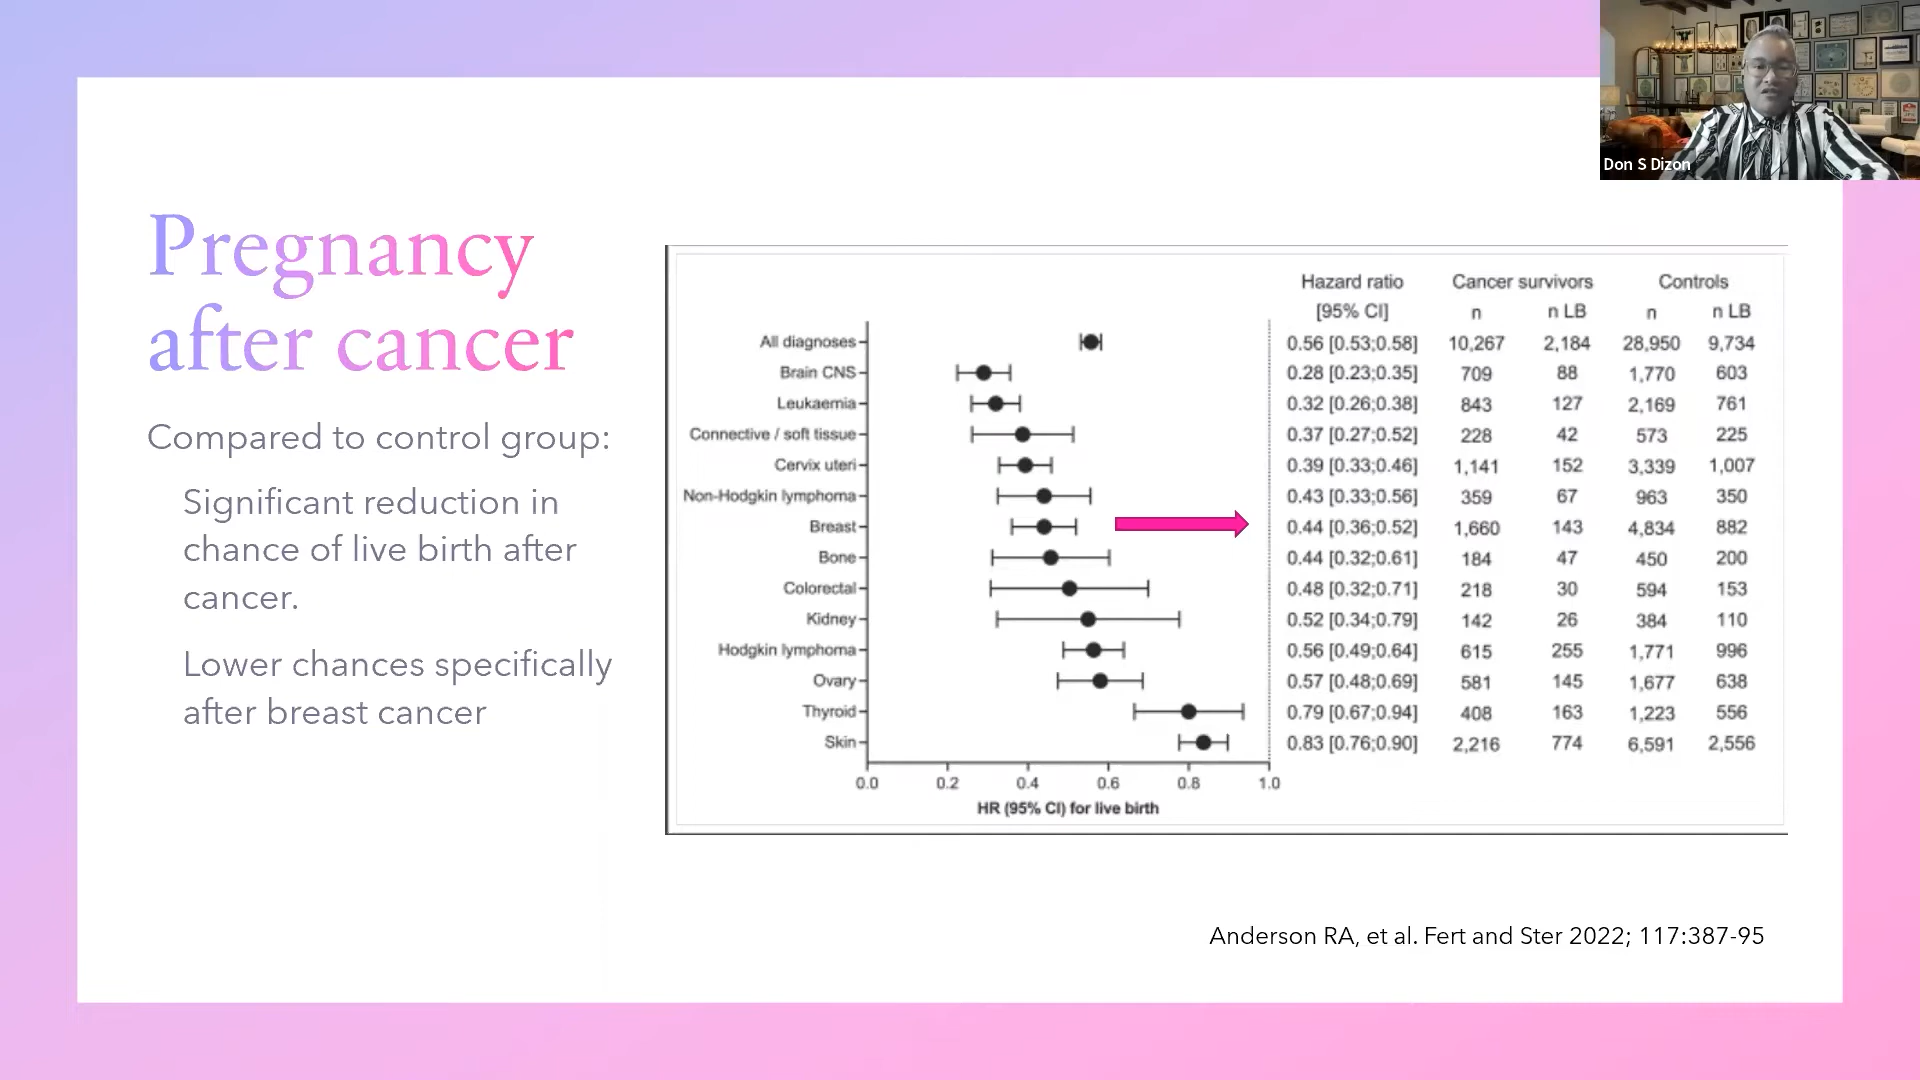 Don S Dizon
Pregnancy
after cancer
Compared to control group:
Significant reduction in
chance of live birth after
cancer.
Lower chances specifically
after breast cancer
Hazard ratio Cancer survivors Controls
[95% CI] n n LB n n LB
All diagnoses 0.56 [0.53;0.58] 10,267 2,184 28,950 9,734
Brain CNS 0.28 [0.23;0.35] 709 88 1,770 603
Leukaemia 0.32 [0.26;0.38] 843 127 2,169 761
Connective / soft tissue 0.37 [0.27;0.52] 228 42 573 225
Cervix uteri 0.39 [0.33;0.46] 1,141 152 3,339 1,007
Non-Hodgkin lymphoma 0.43 [0.33;0.56] 359 67 963 350
Breast 0.44 [0.36;0.52] 1,660 143 4,834 882
Bone 0.44 [0.32;0.61] 184 47 450 200
Colorectal 0.48 [0.32;0.71] 218 30 594 153
Kidney 0.52 [0.34;0.79] 142 26 384 110
Hodgkin lymphoma 0.56 [0.49;0.64] 615 255 1,771 996
Ovary 0.57 [0.48;0.69] 581 145 1,677 638
Thyroid 0.79 [0.67;0.94] 408 163 1,223 556
Skin 0.83 [0.76;0.90] 2,216 774 6,591 2,556
0.0 0.2 0.4 0.6 0.8 1.0
HR (95% CI) for live birth
Anderson RA, et al. Fert and Ster 2022; 117:387-95